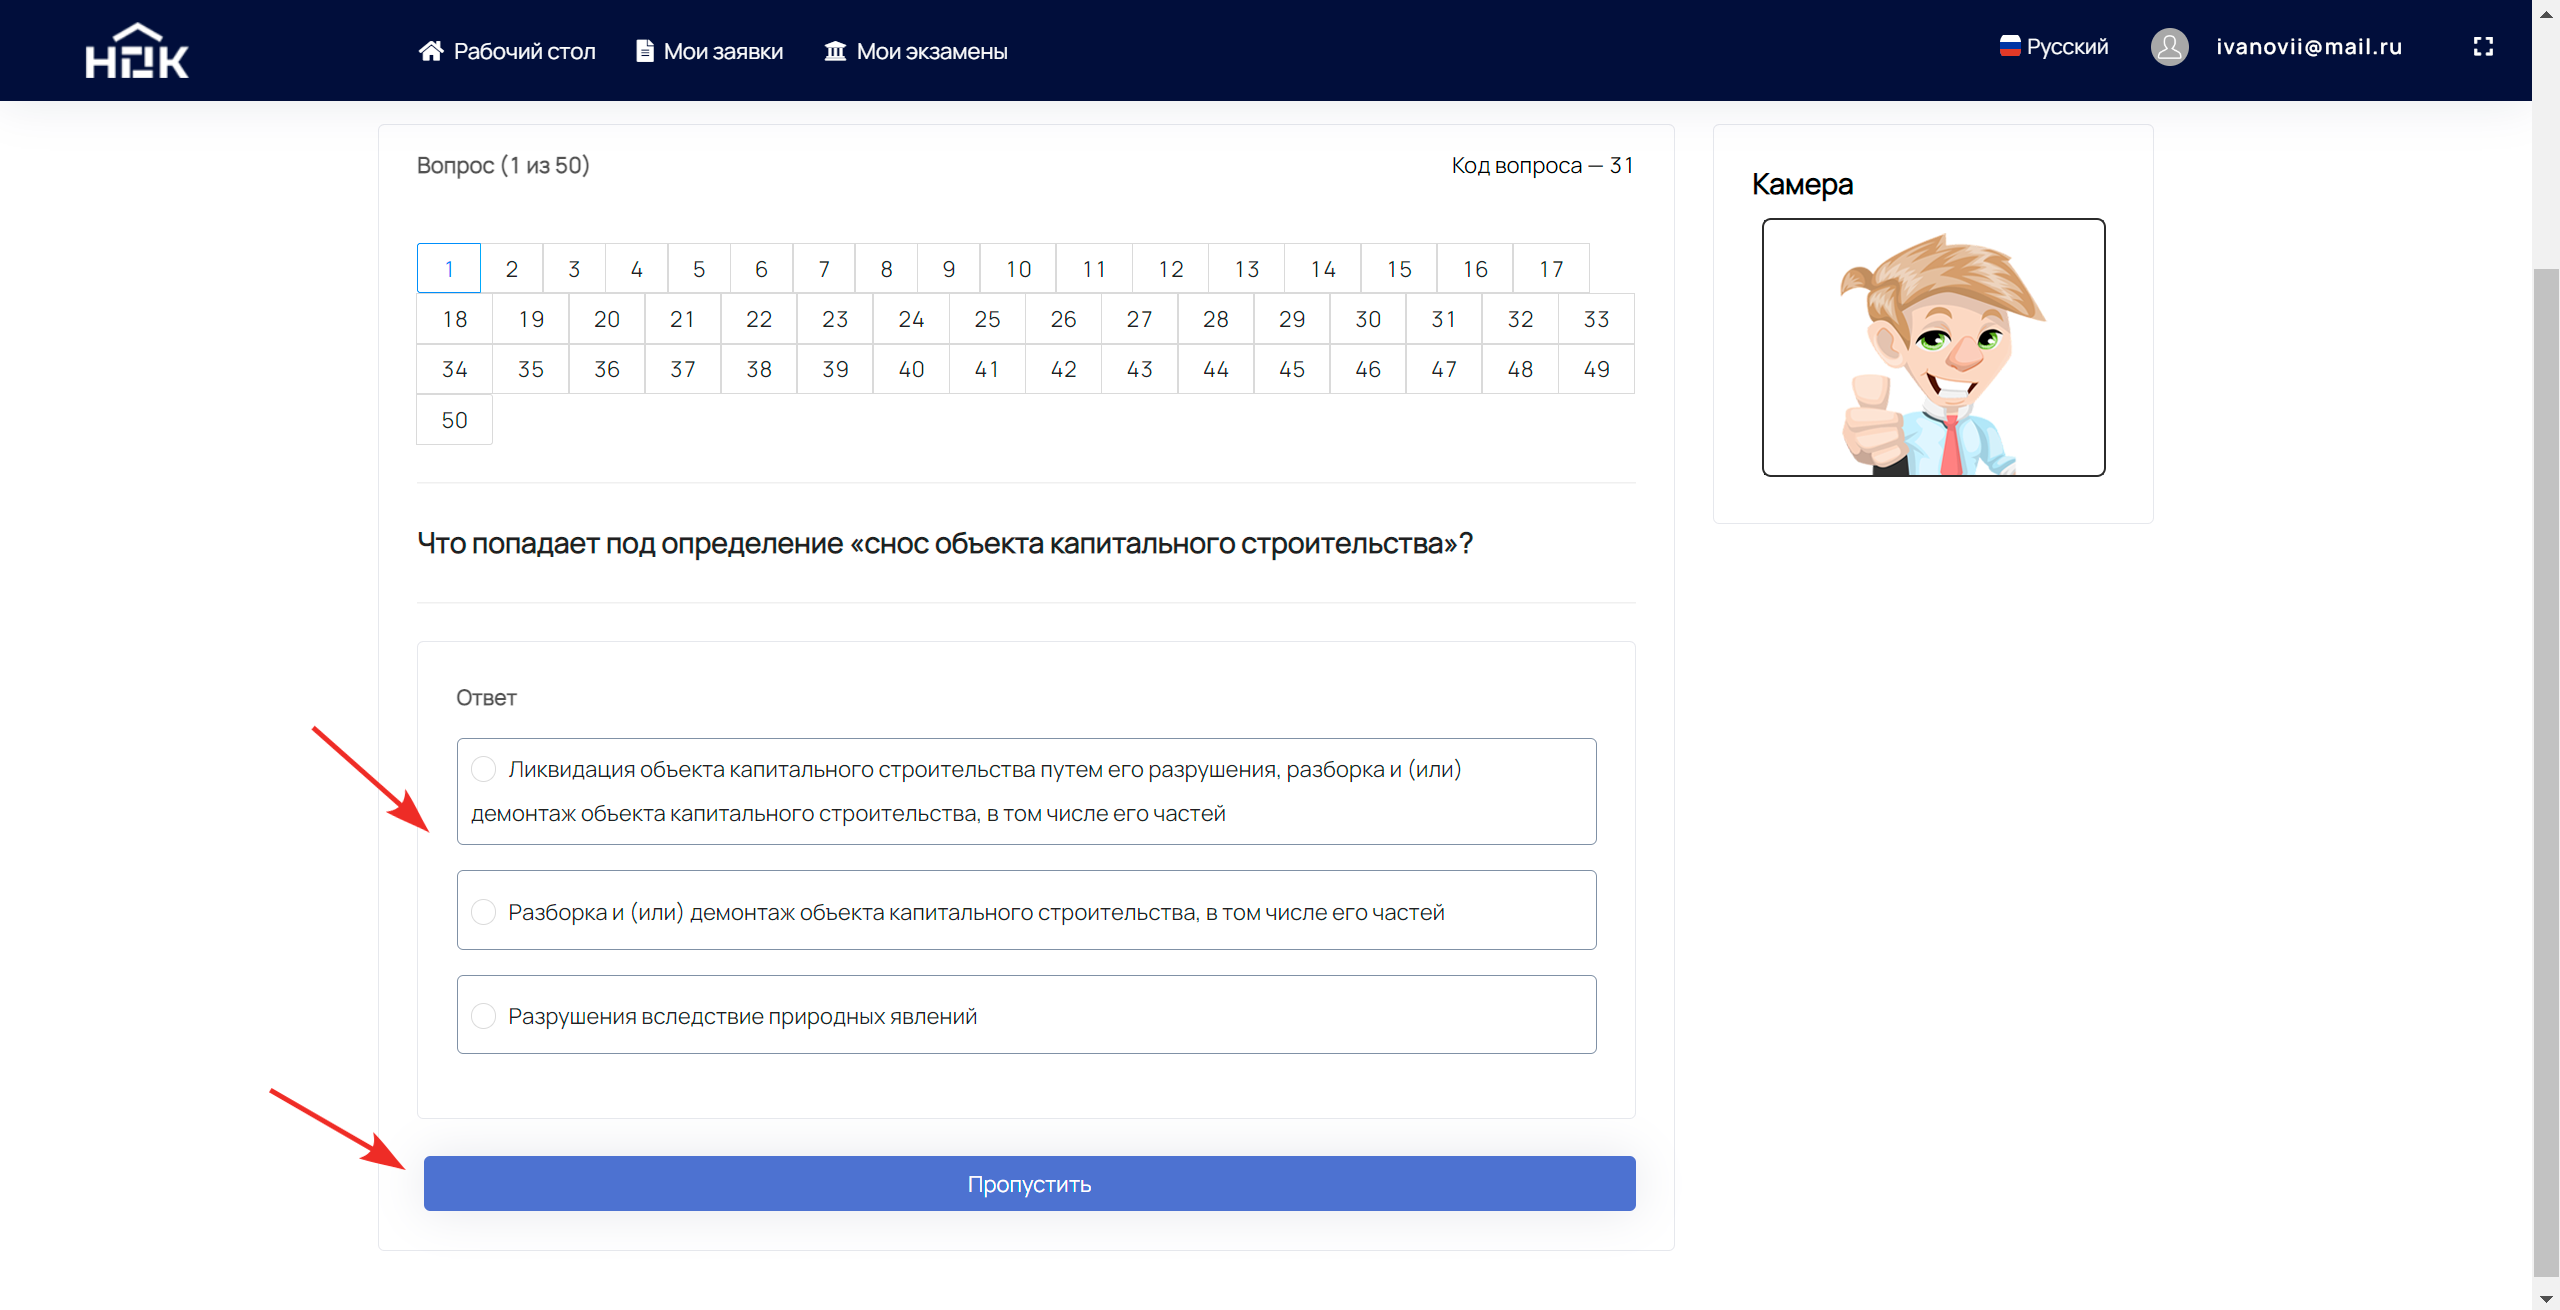 НОК
Рабочий стол
Мои заявки
Мои экзамены
Русский
ivanovii@mail.ru
Вопрос (1 из 50)
Код вопроса — 31
Камера
1 2 3 4 5 6 7 8 9 10 11 12 13 14 15 16 17
18 19 20 21 22 23 24 25 26 27 28 29 30 31 32 33
34 35 36 37 38 39 40 41 42 43 44 45 46 47 48 49
50
Что попадает под определение «снос объекта капитального строительства»?
Ответ
Ликвидация объекта капитального строительства путем его разрушения, разборка и (или)
демонтаж объекта капитального строительства, в том числе его частей
Разборка и (или) демонтаж объекта капитального строительства, в том числе его частей
Разрушения вследствие природных явлений
Пропустить